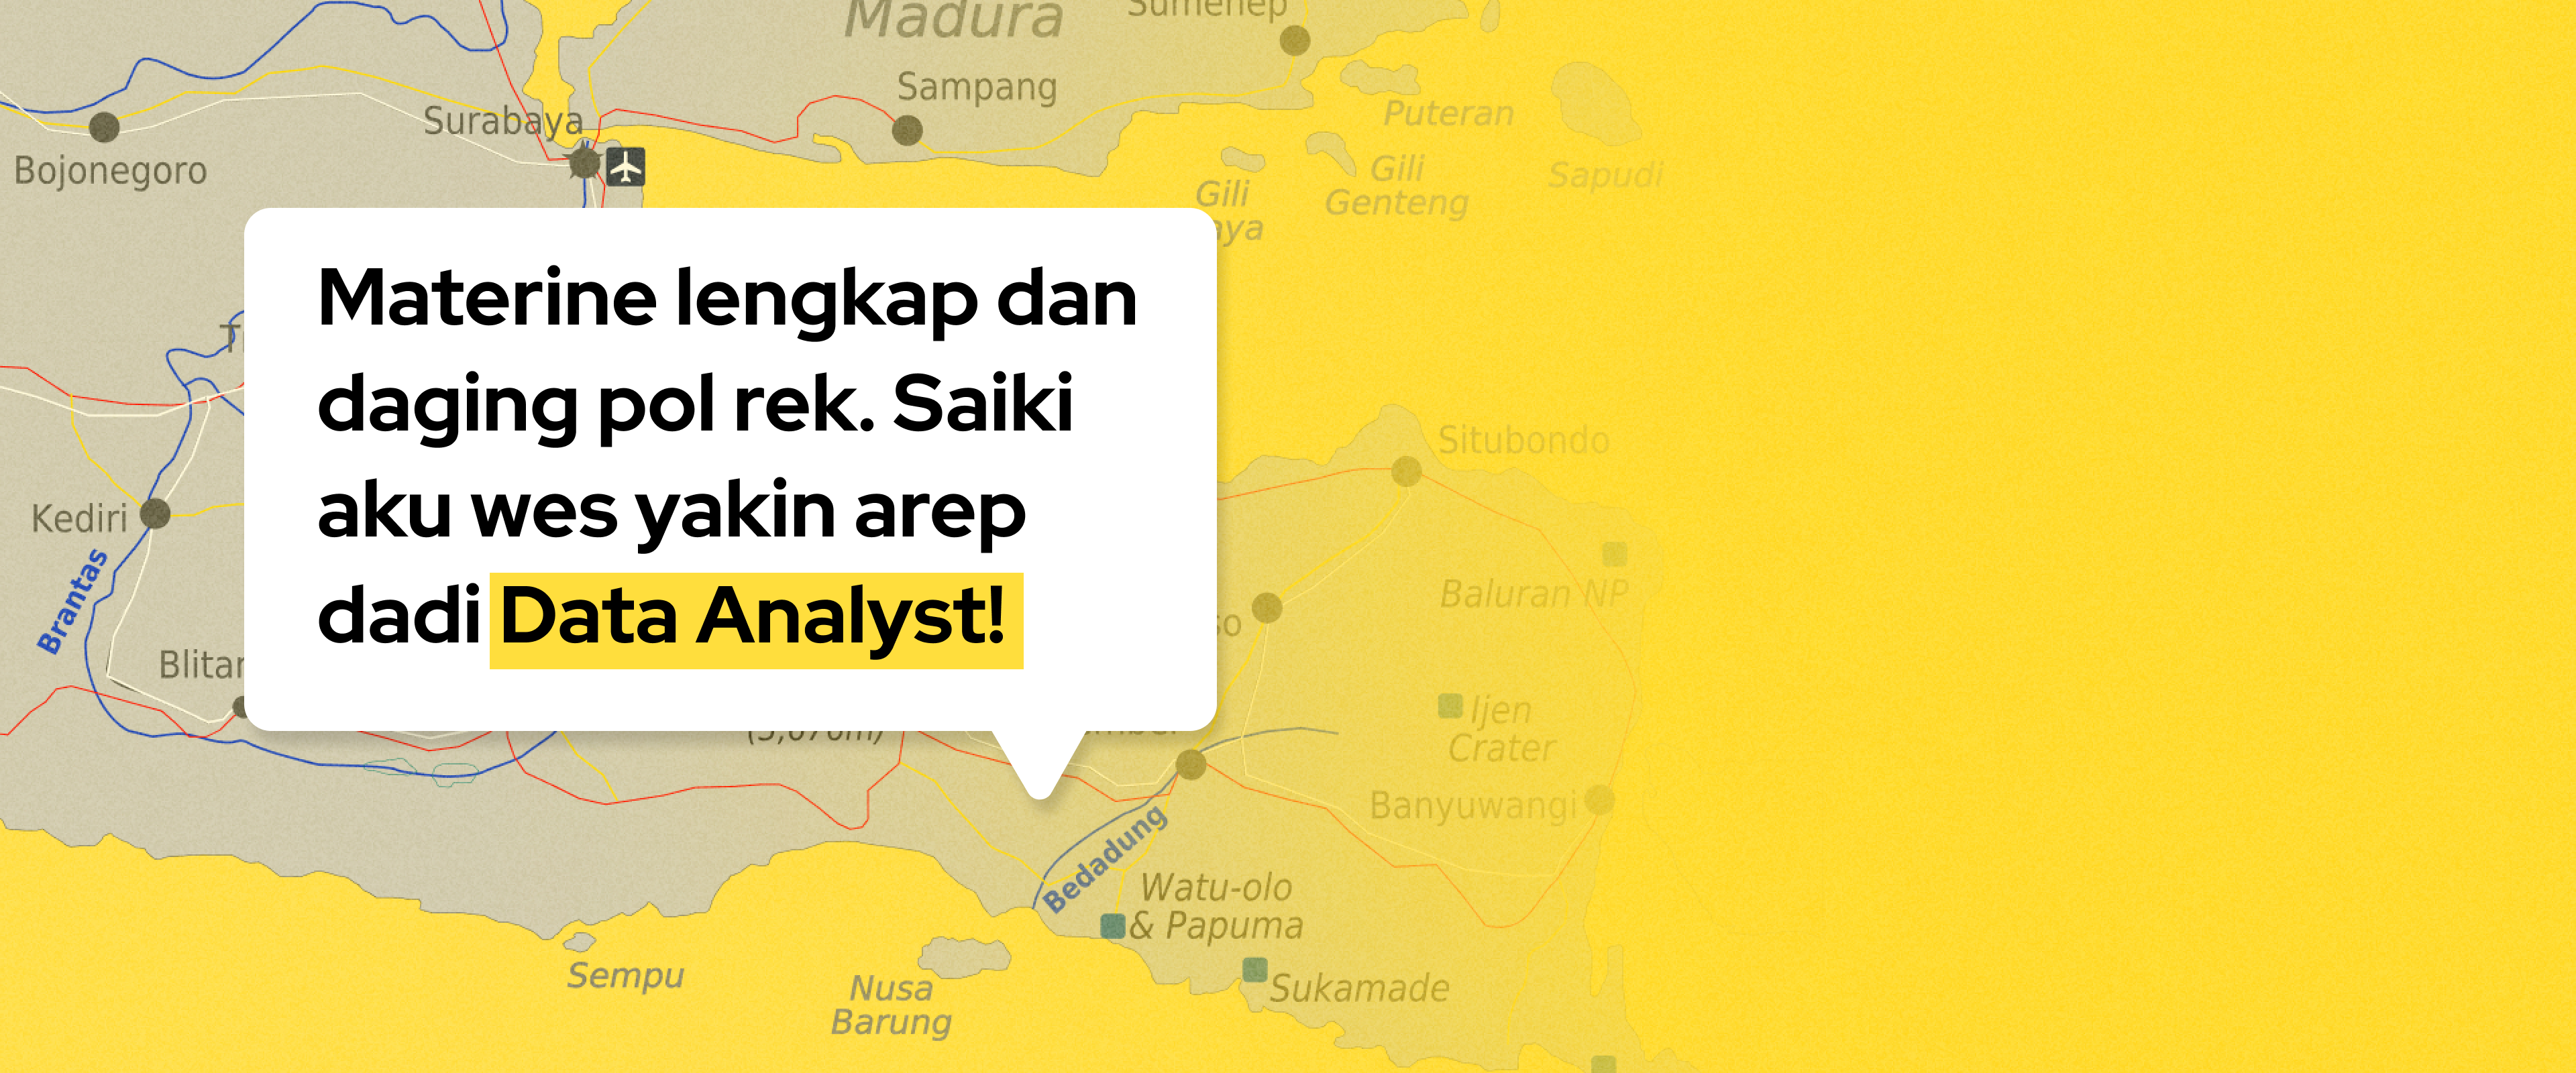 Madura
Sumenep
Sampang
Surabaya
Bojonegoro
Puteran
Sapudi
Gili
Gili
Genteng
Materine lengkap dan
daging pol rek. Saiki
aku wes yakin arep
dadi Data Analyst!
Situbondo
Kediri
Brantas
Baluran NP
Blitar
Ijen
Crater
Banyuwangi
Bedadung
Watu-olo
& Papuma
Sempu
Nusa
Barung
Sukamade